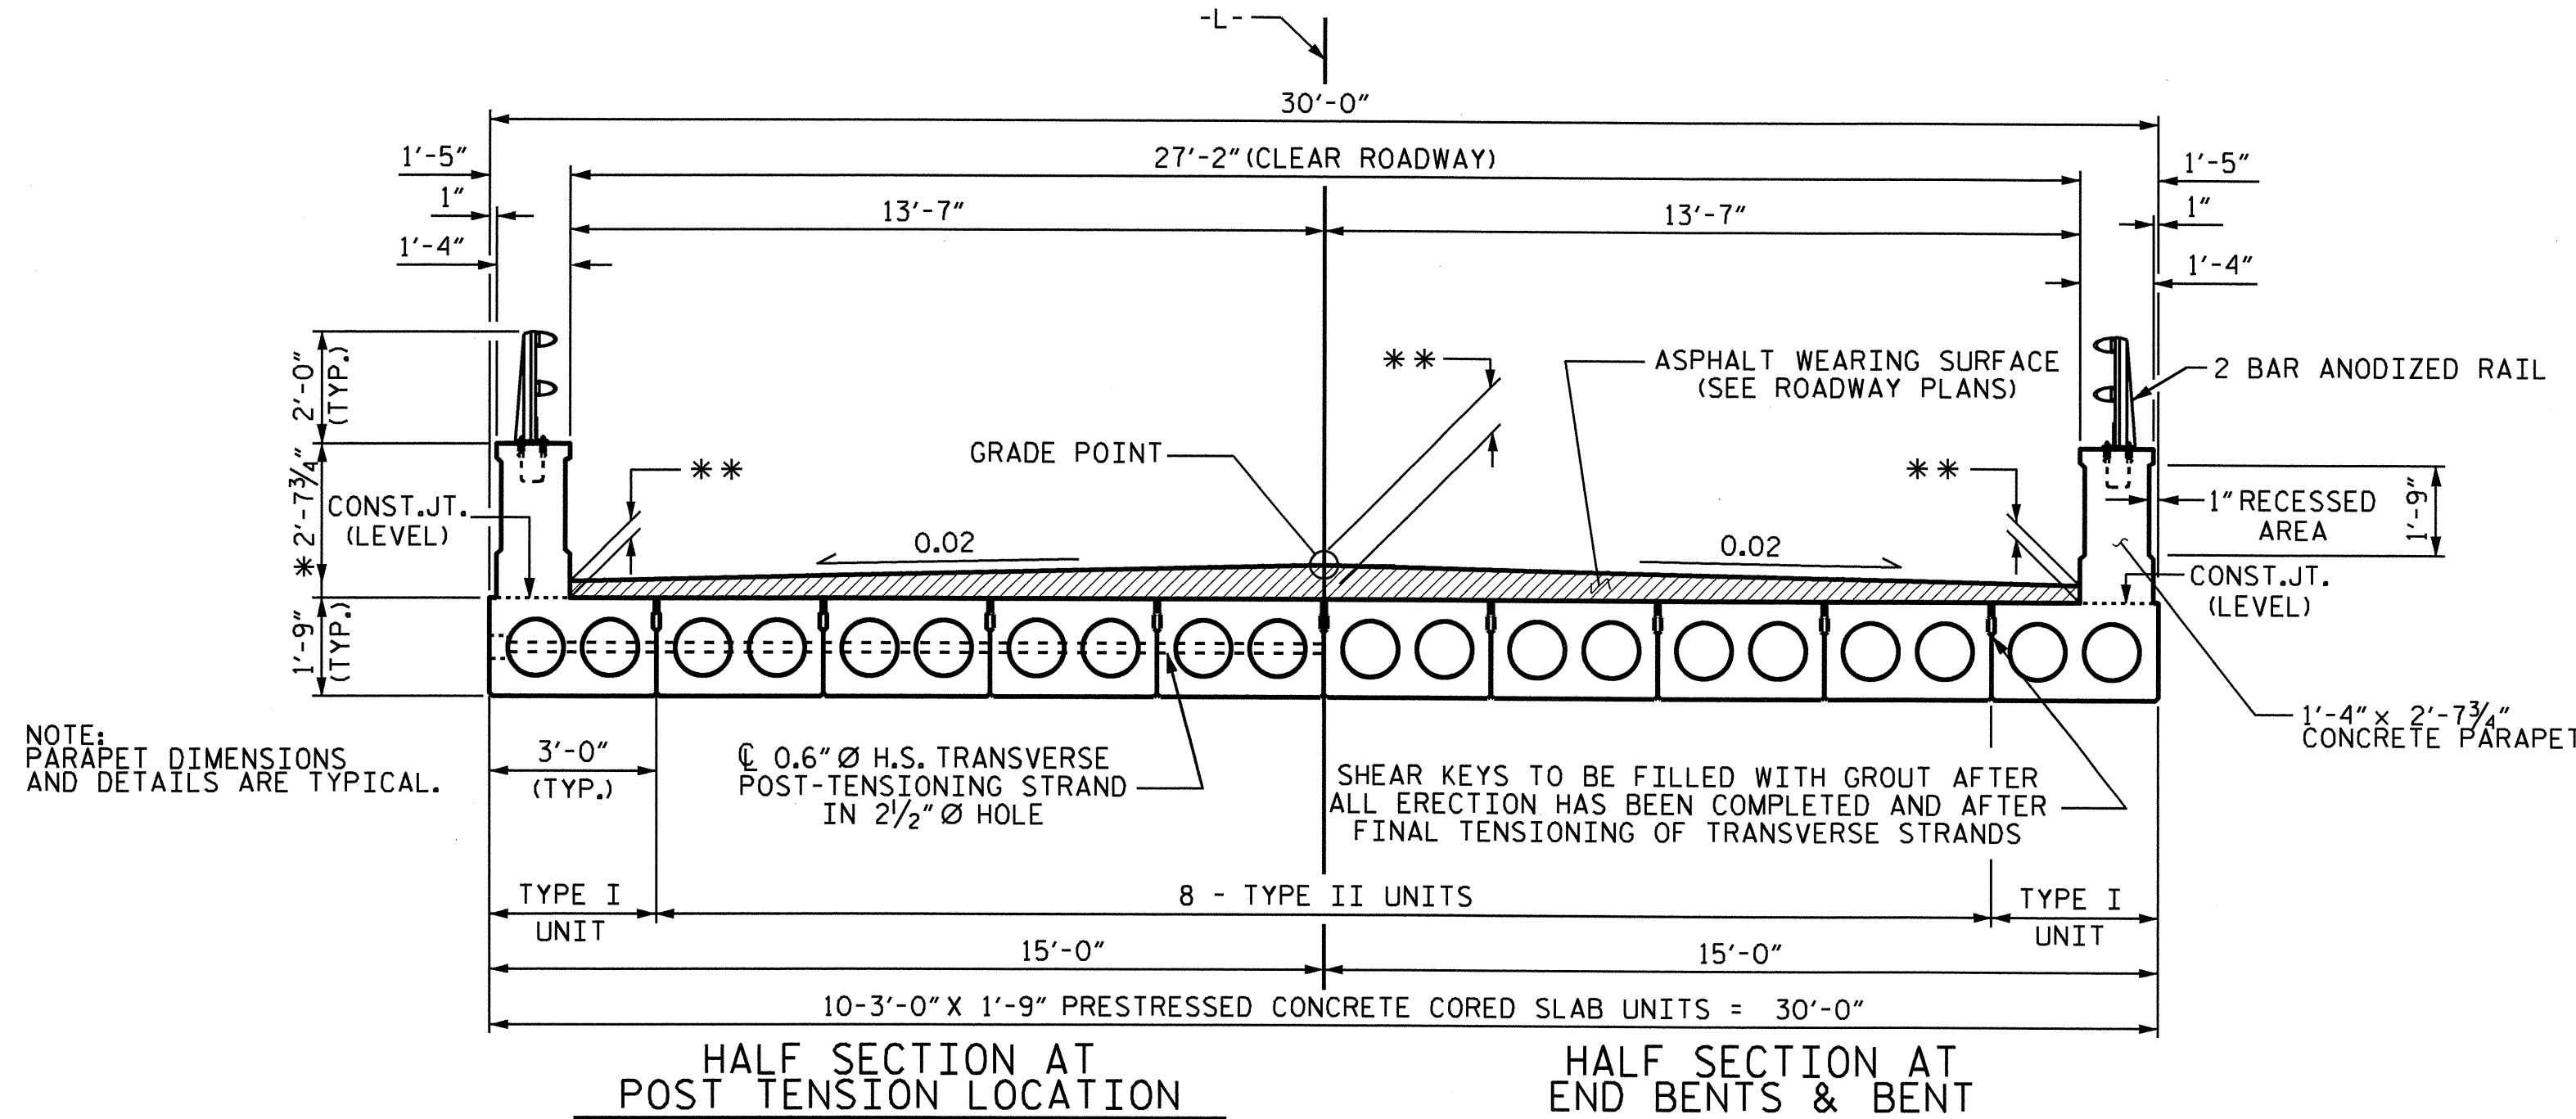 -L-
30'-0"
1'-5"
27'-2" (CLEAR ROADWAY)
1'-5"
1"
13'-7"
13'-7"
1"
1'-4"
1'-4"
2'-0"
(TYP.)
**
ASPHALT WEARING SURFACE
(SEE ROADWAY PLANS)
2 BAR ANODIZED RAIL
GRADE POINT
**
**
* 2'-7 3/4"
CONST. JT.
(LEVEL)
1" RECESSED
AREA
1'-9"
0.02
0.02
CONST. JT.
(LEVEL)
1'-9"
(TYP.)
NOTE:
PARAPET DIMENSIONS
AND DETAILS ARE TYPICAL.
3'-0"
(TYP.)
℄ 0.6" Ø H.S. TRANSVERSE
POST-TENSIONING STRAND
IN 2 1/2" Ø HOLE
SHEAR KEYS TO BE FILLED WITH GROUT AFTER
ALL ERECTION HAS BEEN COMPLETED AND AFTER
FINAL TENSIONING OF TRANSVERSE STRANDS
1'-4" x 2'-7 3/4"
CONCRETE PARAPET
TYPE I
UNIT
8 - TYPE II UNITS
TYPE I
UNIT
15'-0"
15'-0"
10-3'-0" X 1'-9" PRESTRESSED CONCRETE CORED SLAB UNITS = 30'-0"
HALF SECTION AT
POST TENSION LOCATION
HALF SECTION AT
END BENTS & BENT